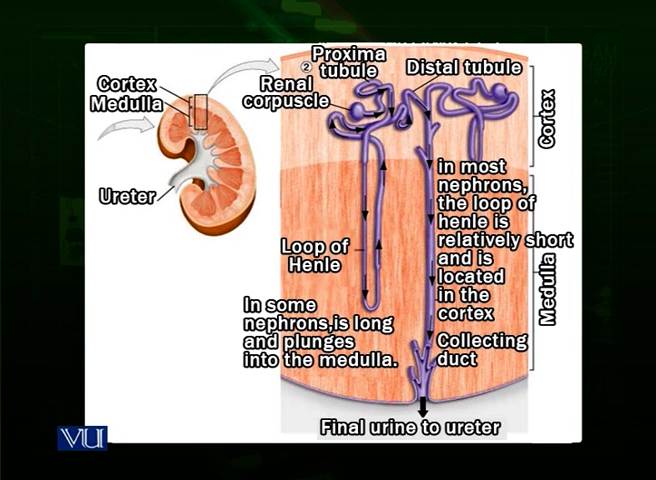 Proxima
tubule
②
Distal tubule
Renal
corpuscle
Cortex
Medulla
Cortex
Ureter
in most
nephrons,
the loop of
henle is
relatively short
and is
located
in the
cortex
Medulla
Loop of
Henle
In some
nephrons,is long
and plunges
into the medulla.
Collecting
duct
Final urine to ureter
VU